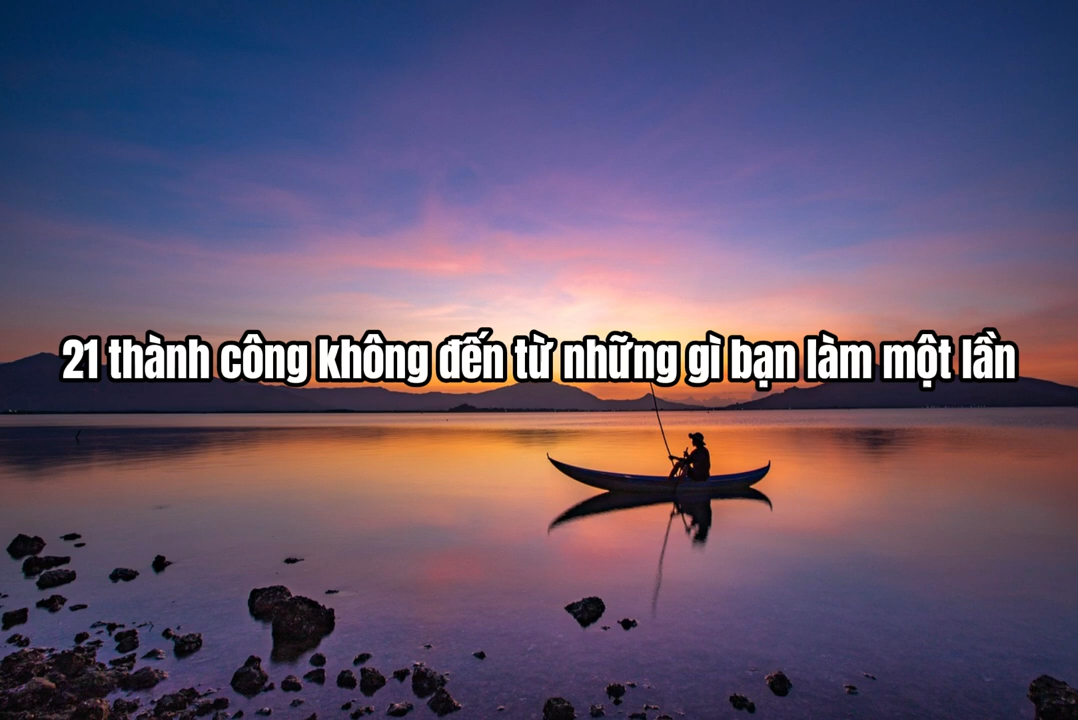 21 thành công không đến từ những gì bạn làm một lần